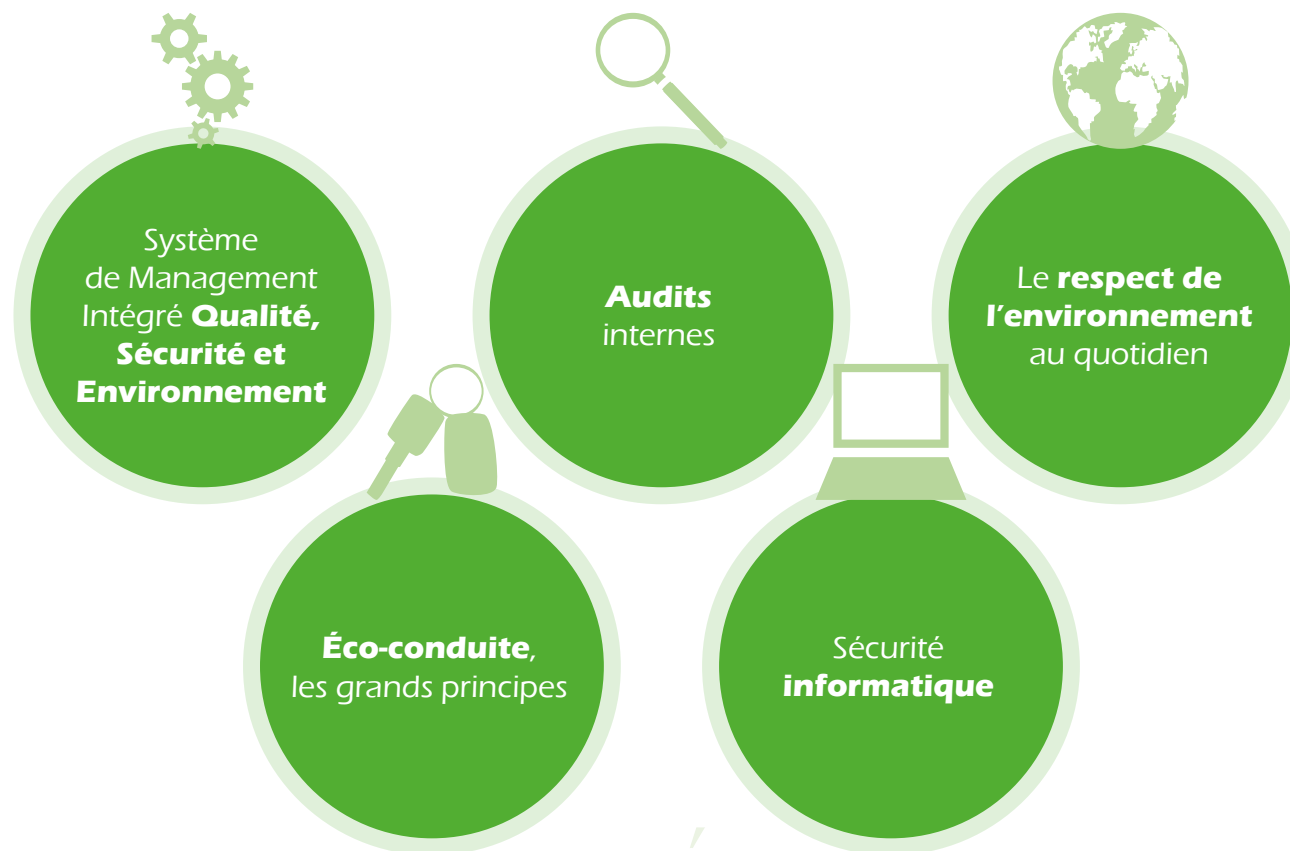 Système
de Management
Intégré Qualité,
Sécurité et
Environnement
Audits
internes
Le respect de
l'environnement
au quotidien
Éco-conduite,
les grands principes
Sécurité
informatique